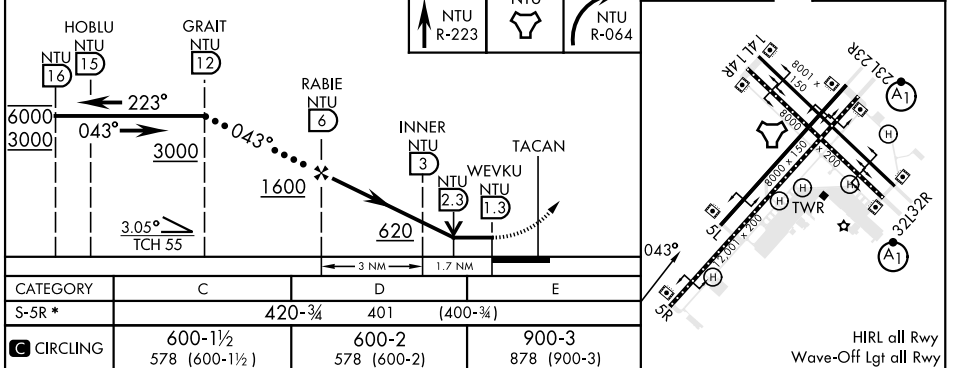 NTU
R-223
NTU
NTU
R-064
HOBLU
NTU
15
NTU
16
GRAIT
NTU
12
RABIE
NTU
6
INNER
NTU
3
NTU
2.3
WEVKU
NTU
1.3
TACAN
6000
3000
223°
043°
043°
3000
1600
620
3.05°
TCH 55
3 NM
1.7 NM
CATEGORY C D E
S-5R * 420-¾ 401 (400-¾)
C CIRCLING 600-1½ 600-2 900-3
578 (600-1½) 578 (600-2) 878 (900-3)
14L
14R
23L
23R
8001 x 150
8000 x 200
8000 x 150
12,001 x 200
A1
H
H
H
H
H
TWR
5L
5R
32L
32R
A1
043°
HIRL all Rwy
Wave-Off Lgt all Rwy